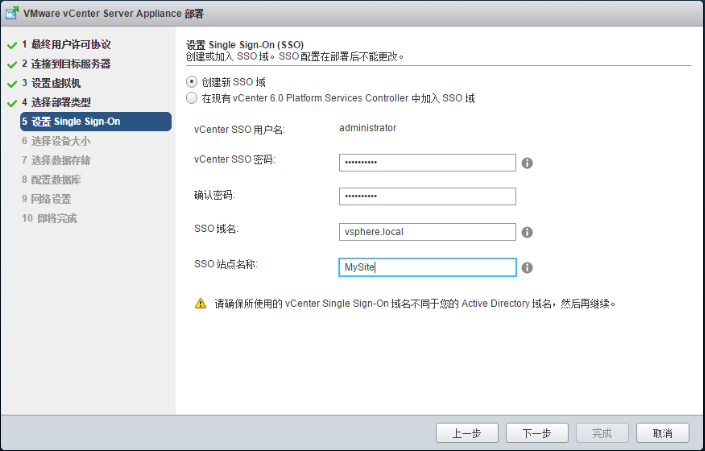 VMware vCenter Server Appliance 部署
1 最终用户许可协议
2 连接到目标服务器
3 设置虚拟机
4 选择部署类型
5 设置 Single Sign-On
6 选择设备大小
7 选择数据存储
8 配置数据库
9 网络设置
10 即将完成
设置 Single Sign-On (SSO)
创建或加入 SSO 域。SSO 配置在部署后不能更改。
创建新 SSO 域
在现有 vCenter 6.0 Platform Services Controller 中加入 SSO 域
vCenter SSO 用户名: administrator
vCenter SSO 密码: ••••••••••
确认密码: ••••••••••
SSO 域名: vsphere.local
SSO 站点名称: MySite
请确保所使用的 vCenter Single Sign-On 域名不同于您的 Active Directory 域名，然后再继续。
上一步 下一步 完成 取消